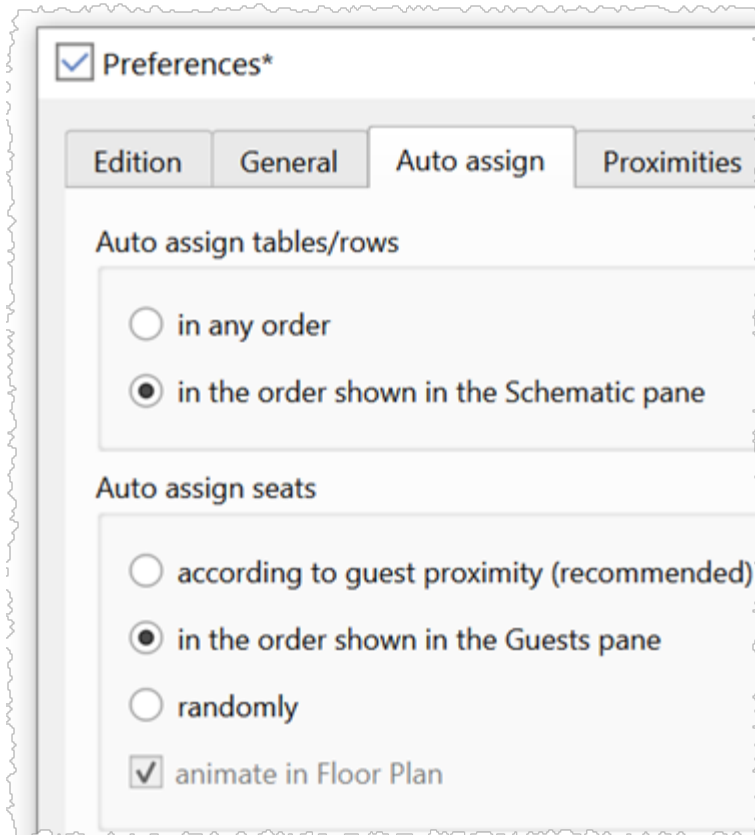 Preferences*
Edition General Auto assign Proximities
Auto assign tables/rows
in any order
in the order shown in the Schematic pane
Auto assign seats
according to guest proximity (recommended)
in the order shown in the Guests pane
randomly
animate in Floor Plan